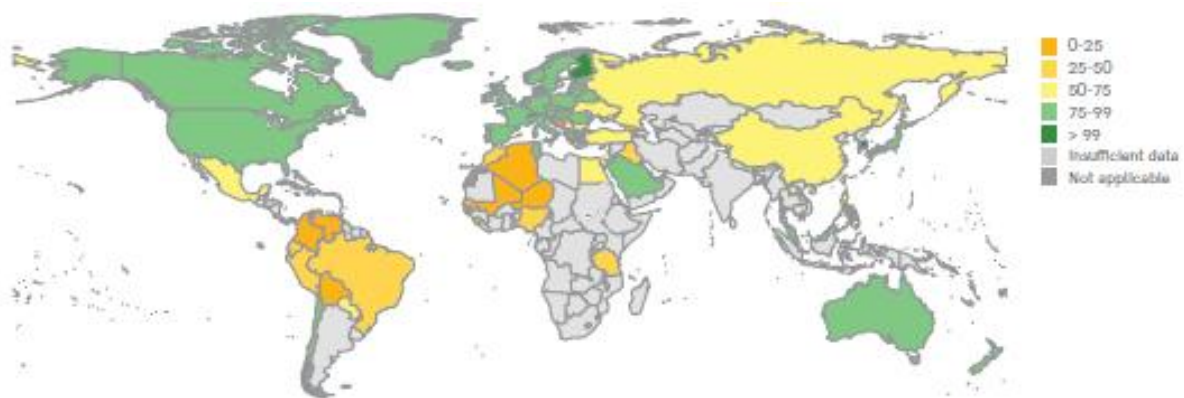 0-25
25-50
50-75
75-99
> 99
Insufficient data
Not applicable